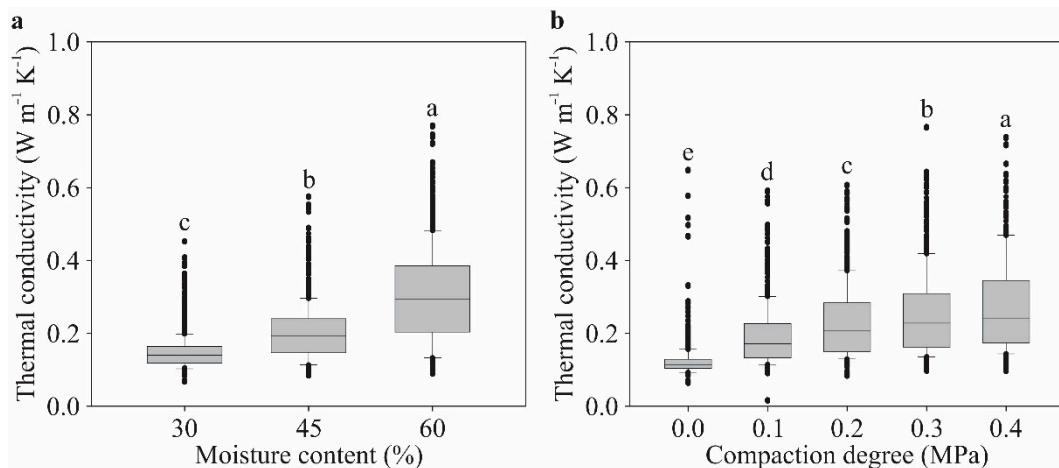 a
Thermal conductivity (W m⁻¹ K⁻¹)
1.0
0.8
0.6
0.4
0.2
0.0
c
b
a
30 45 60
Moisture content (%)
b
Thermal conductivity (W m⁻¹ K⁻¹)
1.0
0.8
0.6
0.4
0.2
0.0
e
d
c
b
a
0.0 0.1 0.2 0.3 0.4
Compaction degree (MPa)